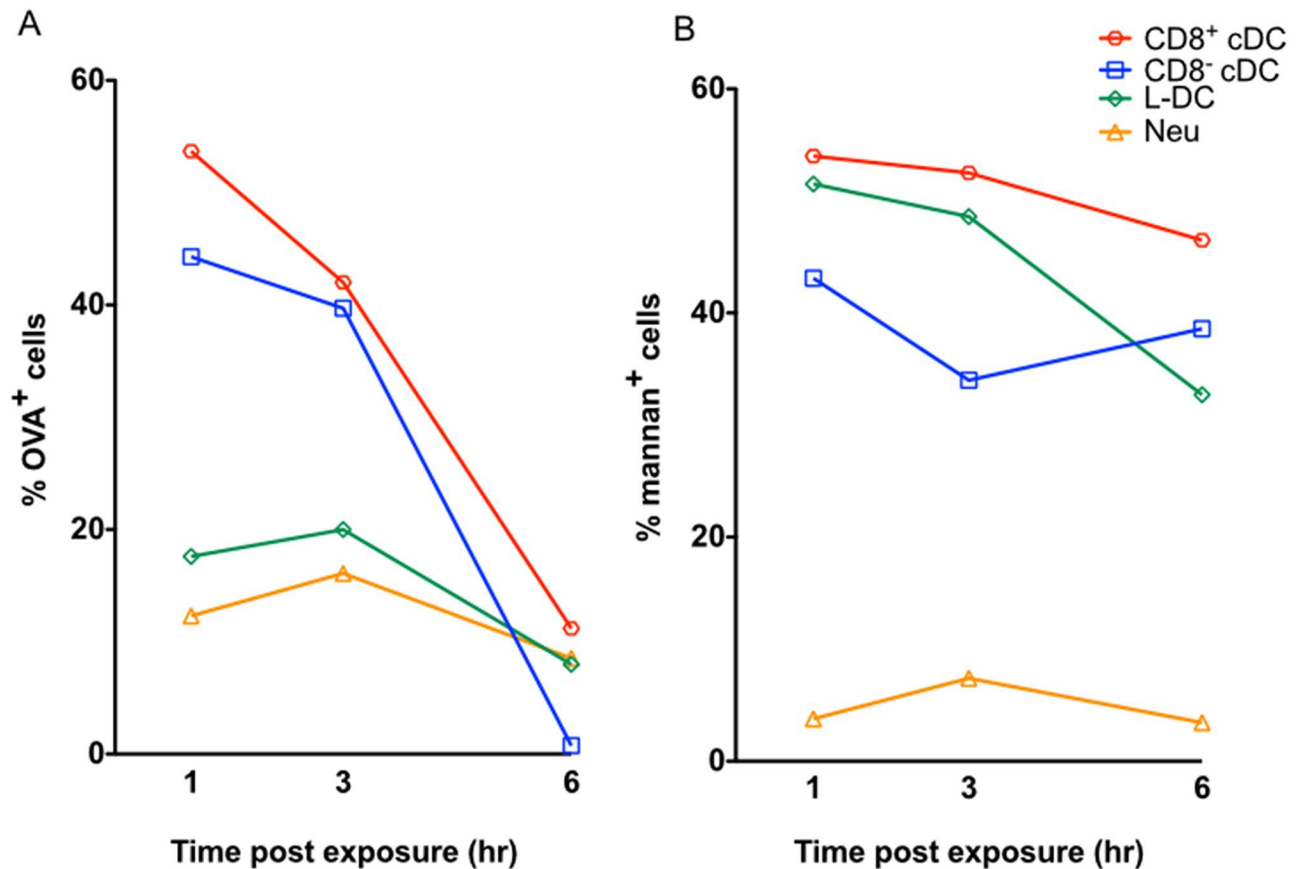 A
% OVA⁺ cells
60
40
20
0
1 3 6
Time post exposure (hr)
B
CD8⁺ cDC
CD8⁻ cDC
L-DC
Neu
% mannan⁺ cells
60
40
20
0
1 3 6
Time post exposure (hr)